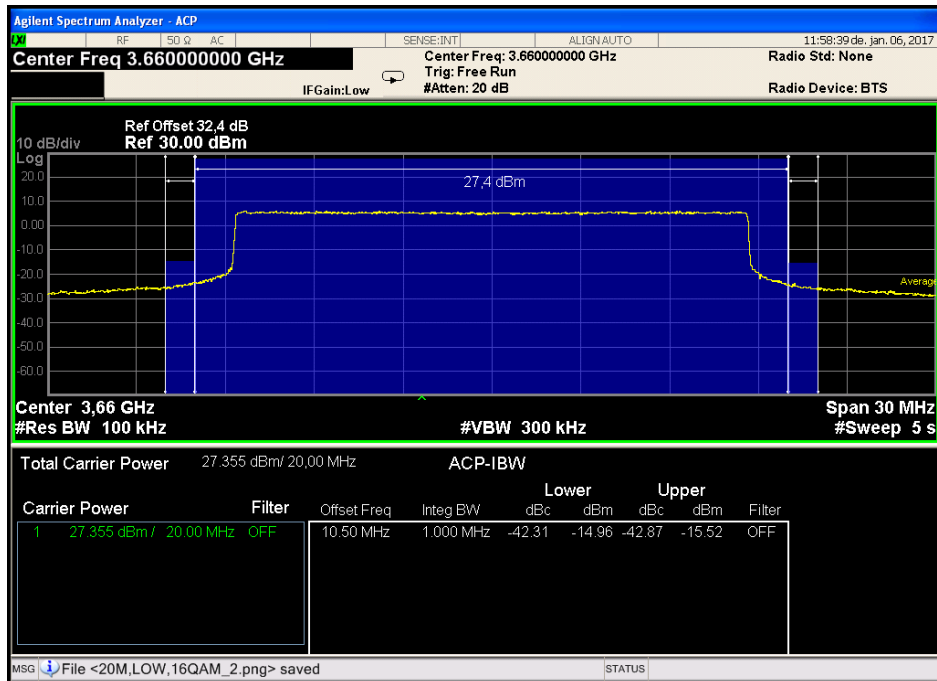 Agilent Spectrum Analyzer - ACP
LXI RF 50 Ω AC SENSE:INT ALIGN AUTO 11:58:39 de. jan. 06, 2017
Center Freq 3.660000000 GHz Center Freq: 3.660000000 GHz Radio Std: None
Trig: Free Run
IFGain:Low #Atten: 20 dB Radio Device: BTS
Ref Offset 32,4 dB
10 dB/div Ref 30.00 dBm
Log
20.0
27,4 dBm
10.0
0.00
-10.0
-20.0
Average
-30.0
-40.0
-50.0
-60.0
Center 3,66 GHz Span 30 MHz
#Res BW 100 kHz #VBW 300 kHz #Sweep 5 s
Total Carrier Power 27.355 dBm/ 20,00 MHz ACP-IBW
Lower Upper
Carrier Power Filter Offset Freq Integ BW dBc dBm dBc dBm Filter
1 27.355 dBm / 20.00 MHz OFF 10.50 MHz 1.000 MHz -42.31 -14.96 -42.87 -15.52 OFF
MSG File <20M,LOW,16QAM_2.png> saved STATUS